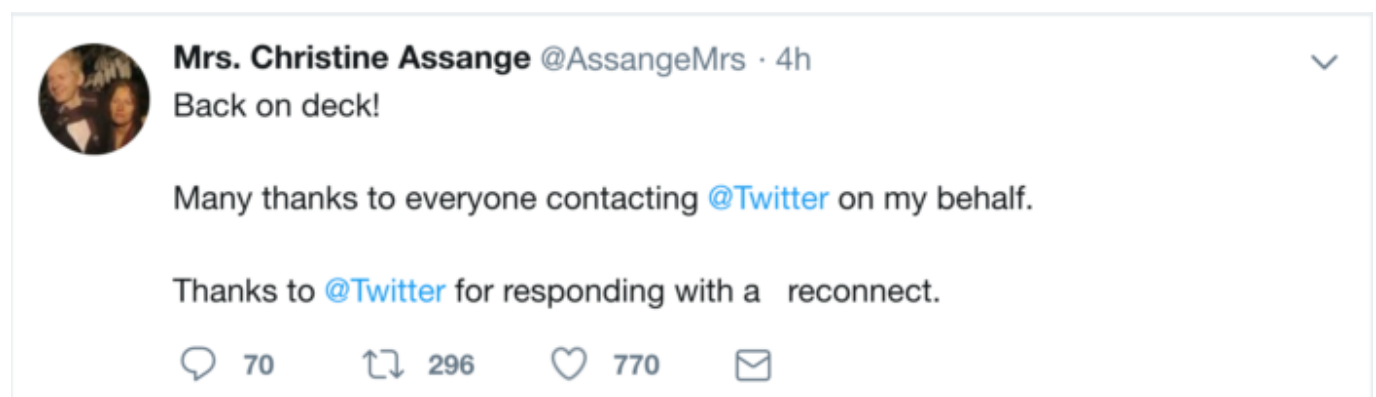 Mrs. Christine Assange @AssangeMrs · 4h
Back on deck!
Many thanks to everyone contacting @Twitter on my behalf.
Thanks to @Twitter for responding with a   reconnect.
70 296 770